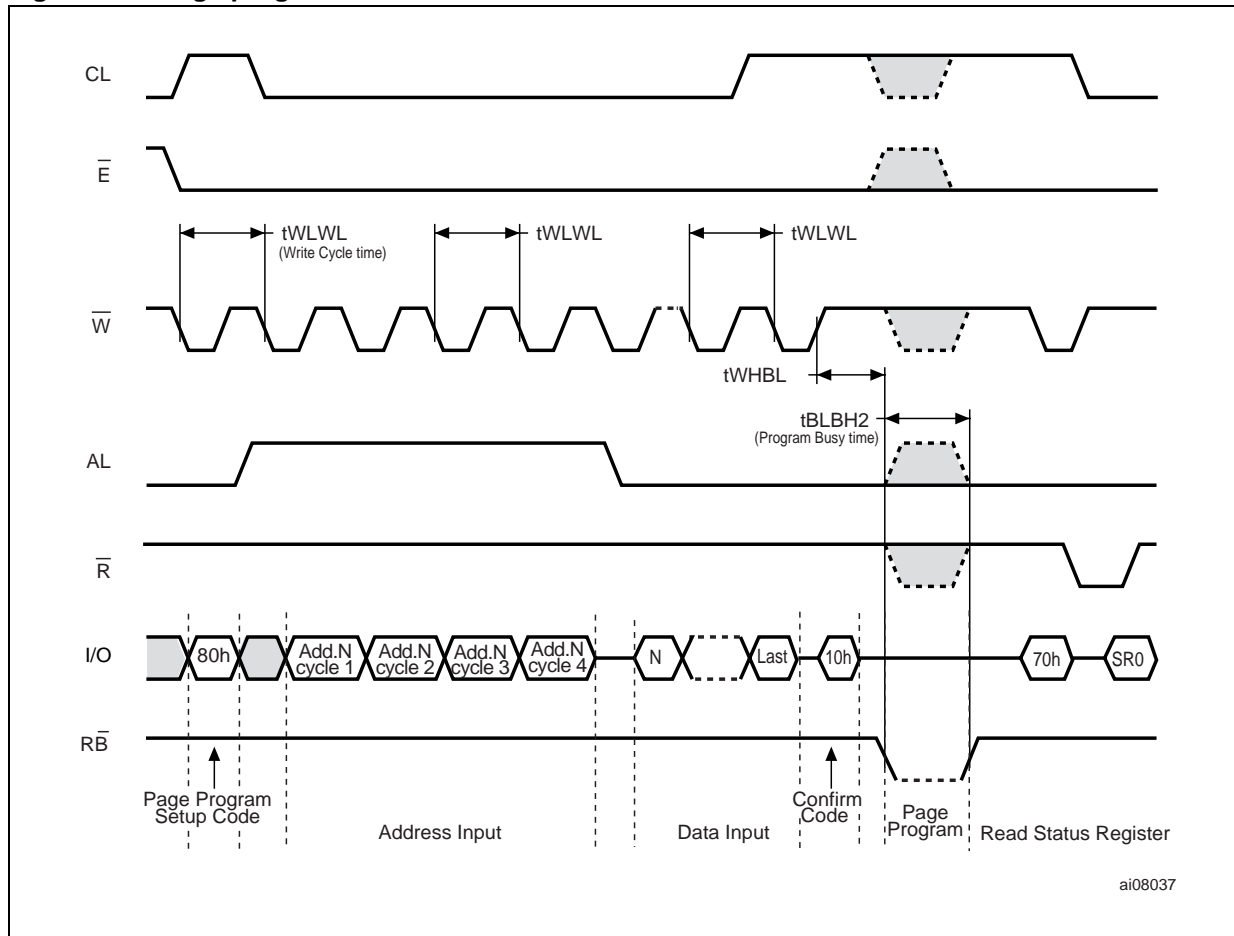 CL
E̅
tWLWL
(Write Cycle time)
tWLWL
tWLWL
W̅
tWHBL
tBLBH2
(Program Busy time)
AL
R̅
I/O
80h
Add.N
cycle 1
Add.N
cycle 2
Add.N
cycle 3
Add.N
cycle 4
N
Last
10h
70h
SR0
RB̅
Page Program
Setup Code
Address Input
Data Input
Confirm
Code
Page
Program
Read Status Register
ai08037